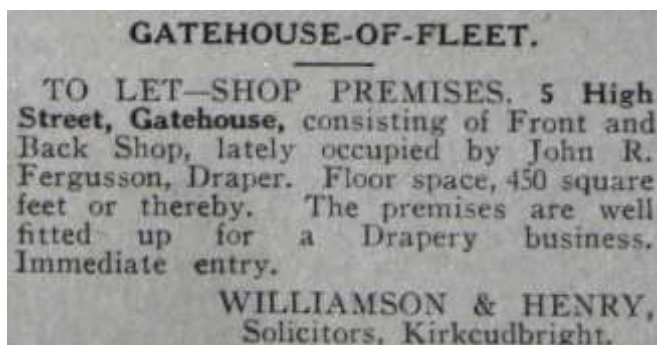 GATEHOUSE-OF-FLEET.
TO LET—SHOP PREMISES. 5 High
Street, Gatehouse, consisting of Front and
Back Shop, lately occupied by John R.
Fergusson, Draper. Floor space, 450 square
feet or thereby. The premises are well
fitted up for a Drapery business.
Immediate entry.
WILLIAMSON & HENRY,
Solicitors, Kirkcudbright.